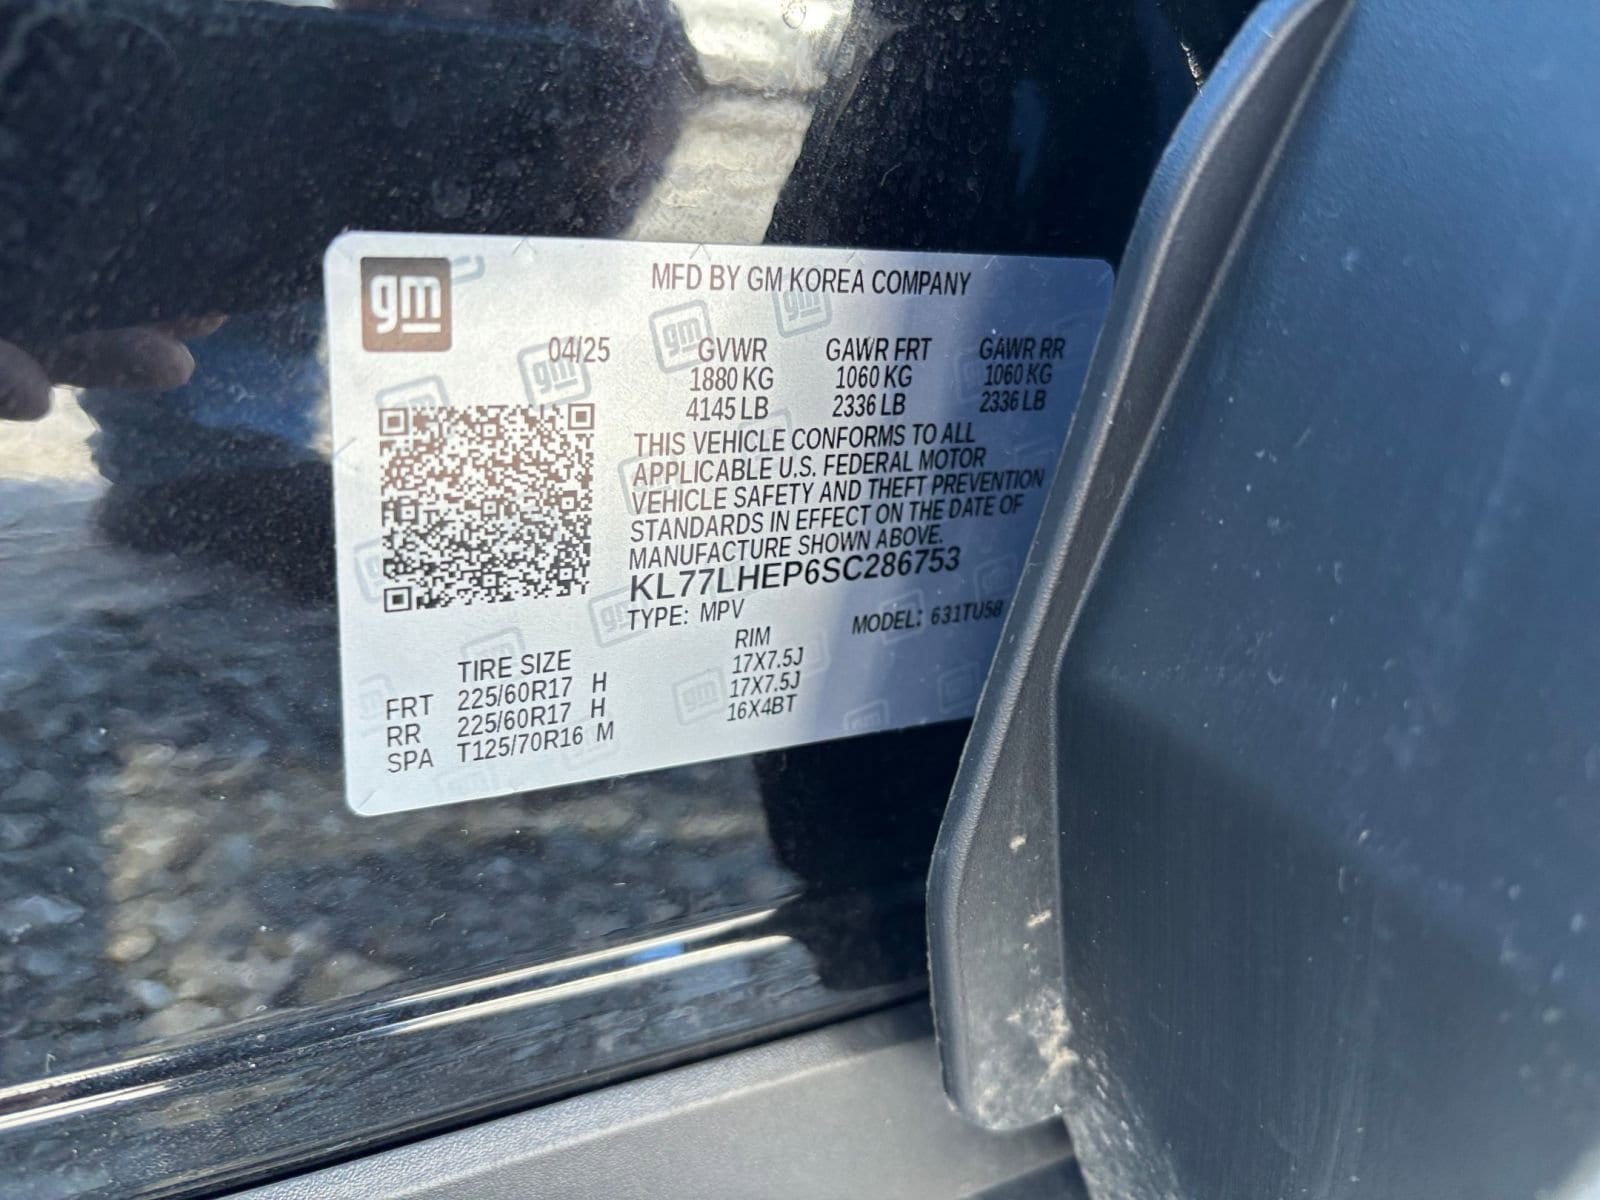 gm
MFD BY GM KOREA COMPANY
04/25 GVWR GAWR FRT GAWR RR
1880 KG 1060 KG 1060 KG
4145 LB 2336 LB 2336 LB
THIS VEHICLE CONFORMS TO ALL
APPLICABLE U.S. FEDERAL MOTOR
VEHICLE SAFETY AND THEFT PREVENTION
STANDARDS IN EFFECT ON THE DATE OF
MANUFACTURE SHOWN ABOVE.
KL77LHEP6SC286753
TYPE: MPV MODEL: 631TU58
TIRE SIZE RIM
FRT 225/60R17 H 17X7.5J
RR 225/60R17 H 17X7.5J
SPA T125/70R16 M 16X4BT